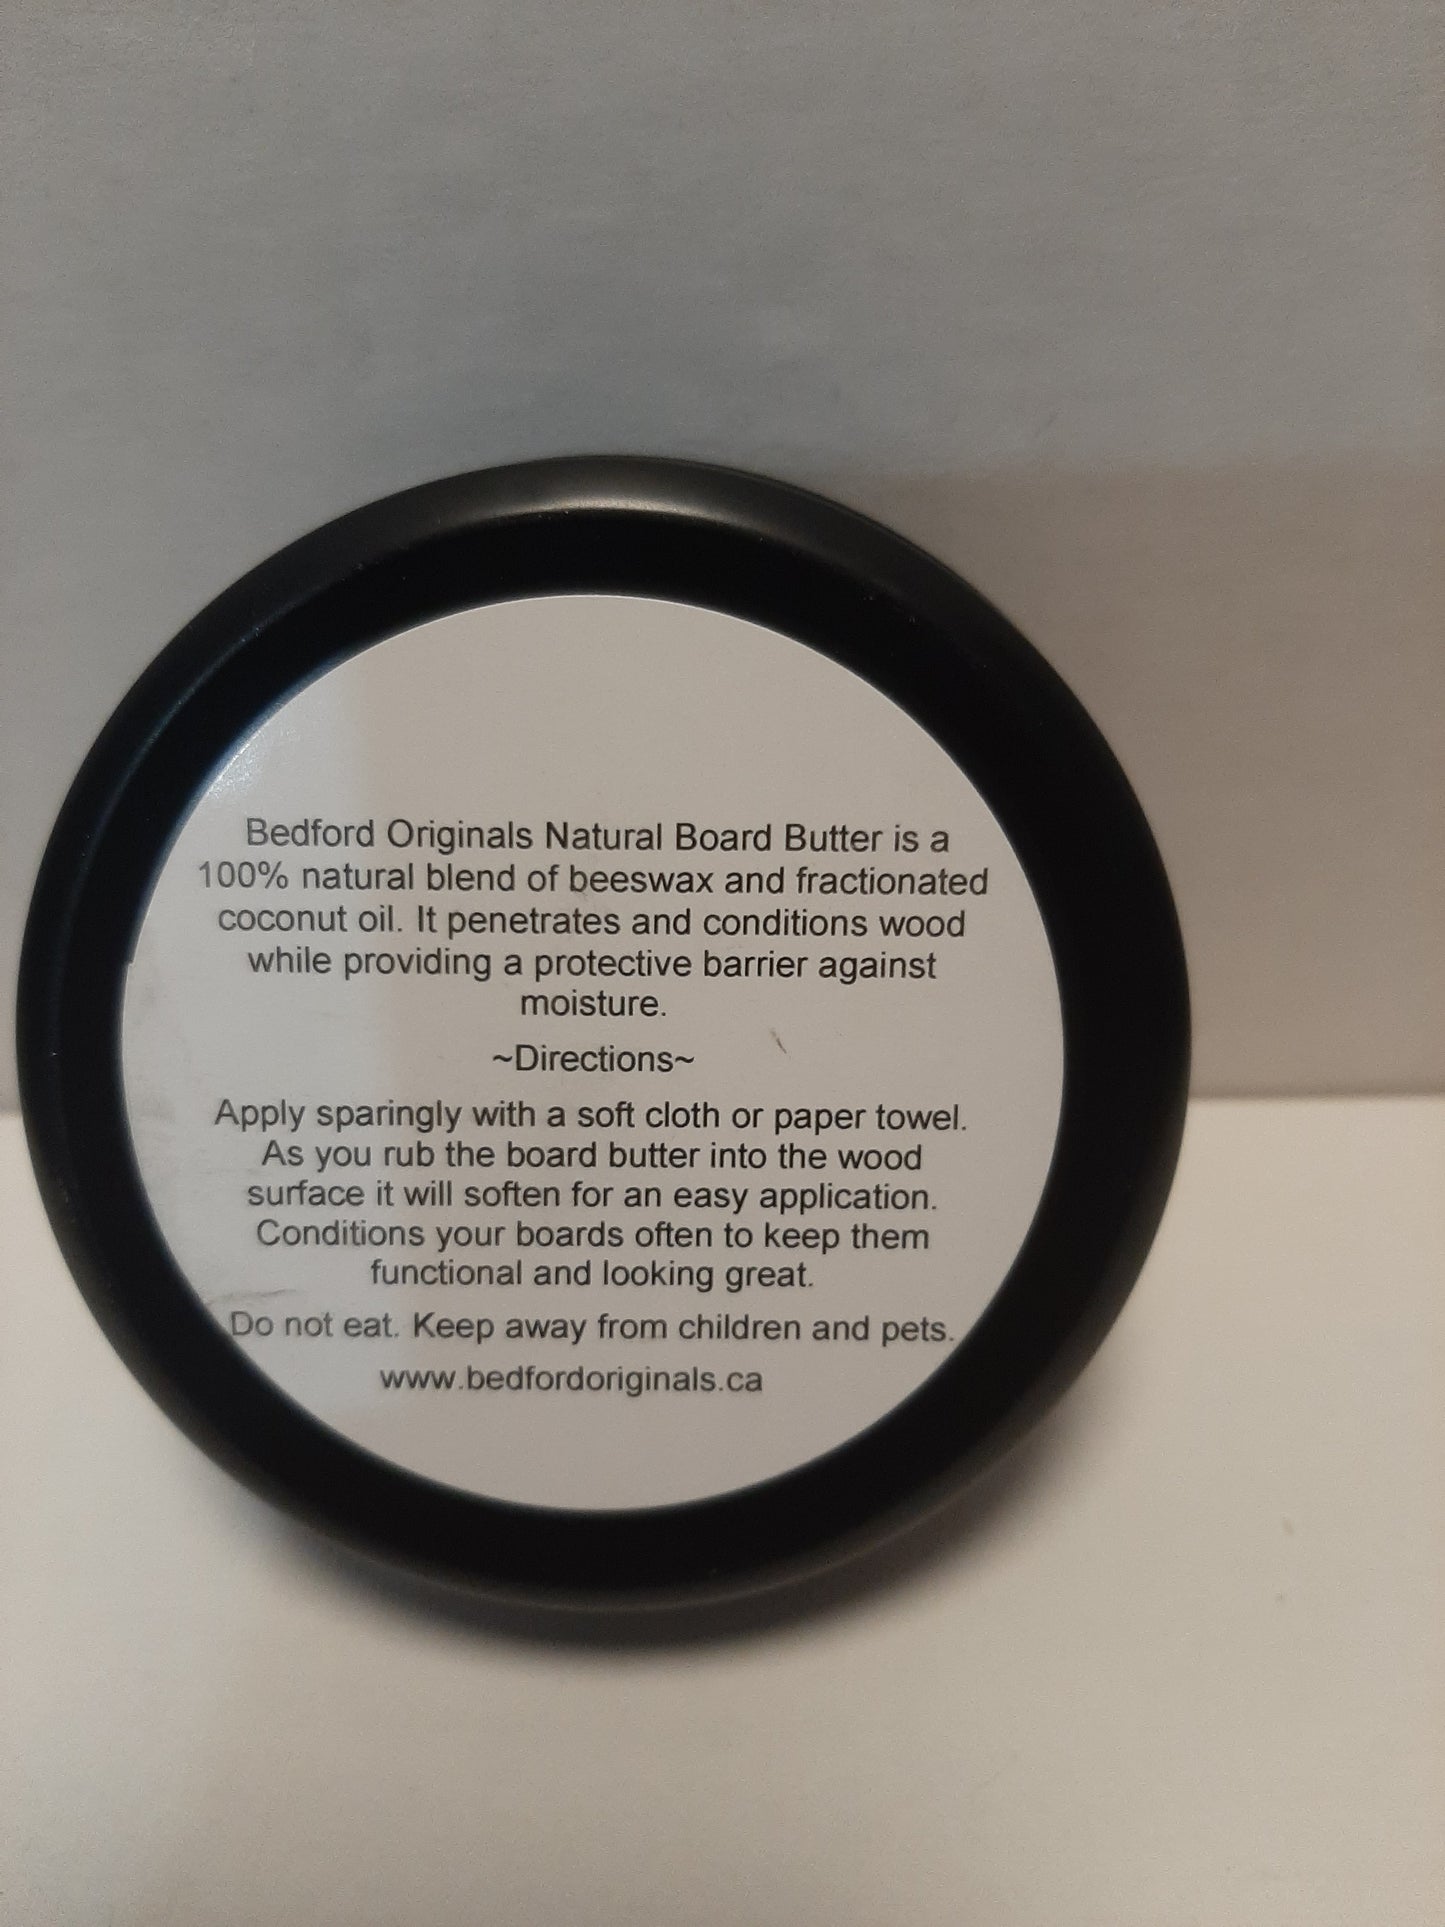 Bedford Originals Natural Board Butter is a
100% natural blend of beeswax and fractionated
coconut oil. It penetrates and conditions wood
while providing a protective barrier against
moisture.
~Directions~
Apply sparingly with a soft cloth or paper towel.
As you rub the board butter into the wood
surface it will soften for an easy application.
Conditions your boards often to keep them
functional and looking great.
Do not eat. Keep away from children and pets.
www.bedfordoriginals.ca